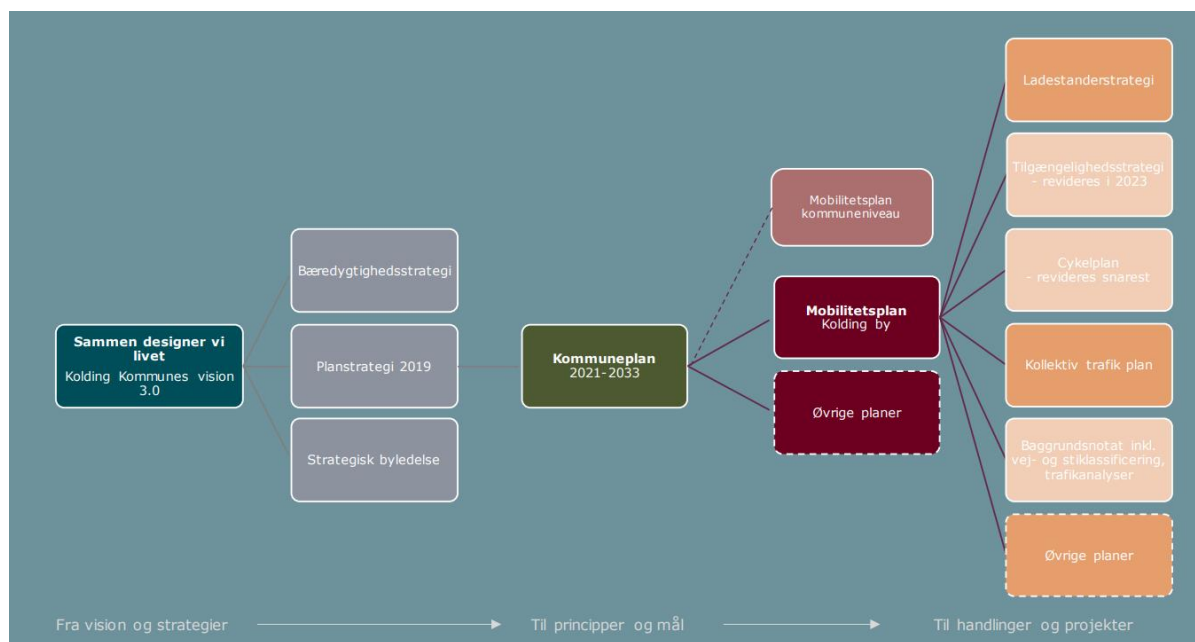 Sammen designer vi
livet
Kolding Kommunes vision
3.0
Bæredygtighedsstrategi
Planstrategi 2019
Strategisk byledelse
Kommuneplan
2021-2033
Mobilitetsplan
kommuneniveau
Mobilitetsplan
Kolding by
Øvrige planer
Ladestanderstrategi
Tilgængelighedsstrategi
- revideres i 2023
Cykelplan
- revideres snarest
Kollektiv trafik plan
Baggrundsnotat inkl.
vej- og stiklassificering,
trafikanalyser
Øvrige planer
Fra vision og strategier
Til principper og mål
Til handlinger og projekter